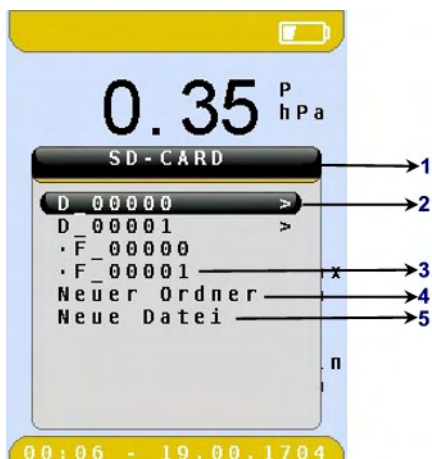 0.35 P
hPa
SD-CARD
1
D_00000 >
2
D_00001 >
·F_00000
·F_00001
3
Neuer Ordner
4
Neue Datei
5
00:06 - 19.00.1704